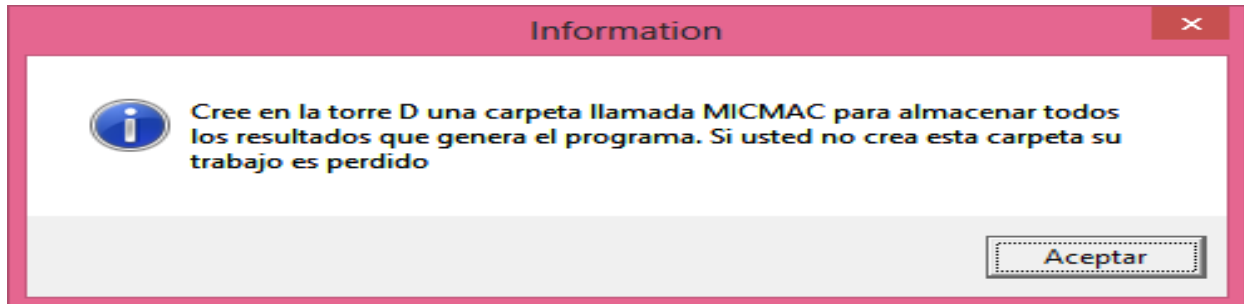 Information
Cree en la torre D una carpeta llamada MICMAC para almacenar todos
los resultados que genera el programa. Si usted no crea esta carpeta su
trabajo es perdido
Aceptar